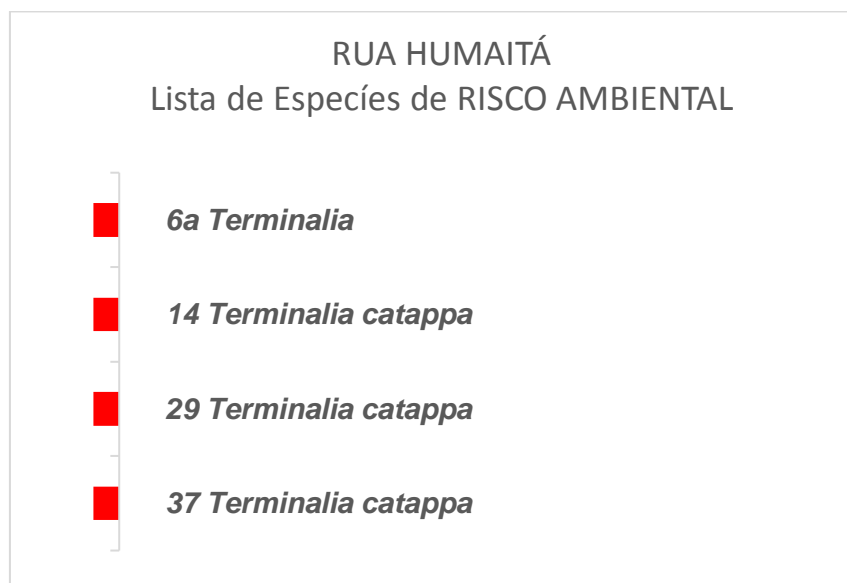 RUA HUMAITÁ
Lista de Especíes de RISCO AMBIENTAL
6a Terminalia
14 Terminalia catappa
29 Terminalia catappa
37 Terminalia catappa